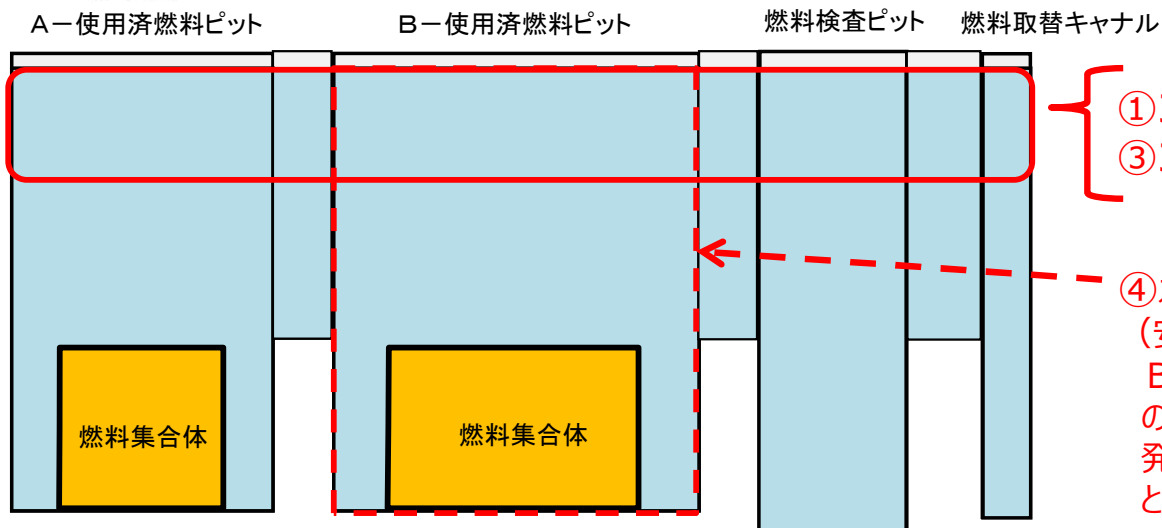 A－使用済燃料ピット
B－使用済燃料ピット
燃料検査ピット
燃料取替キャナル
①
③
④
(安
B
の
発
と
燃料集合体
燃料集合体